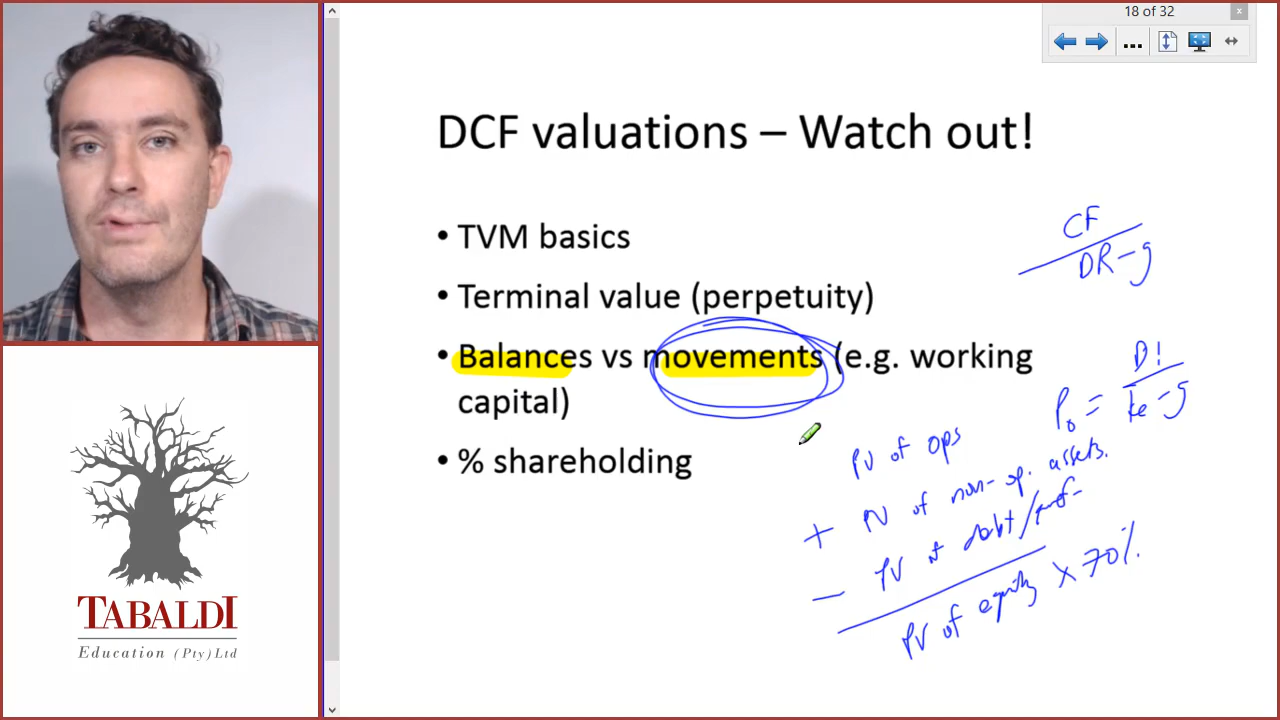 18 of 32
x
...
DCF valuations – Watch out!
• TVM basics
• Terminal value (perpetuity)
• Balances vs movements (e.g. working
capital)
• % shareholding
CF
DR-g
P0 = D1
ke-g
PV of ops
+ PV of non-op. assets.
- PV of debt/pref-
PV of equity x 70%
TABALDI
Education (Pty) Ltd